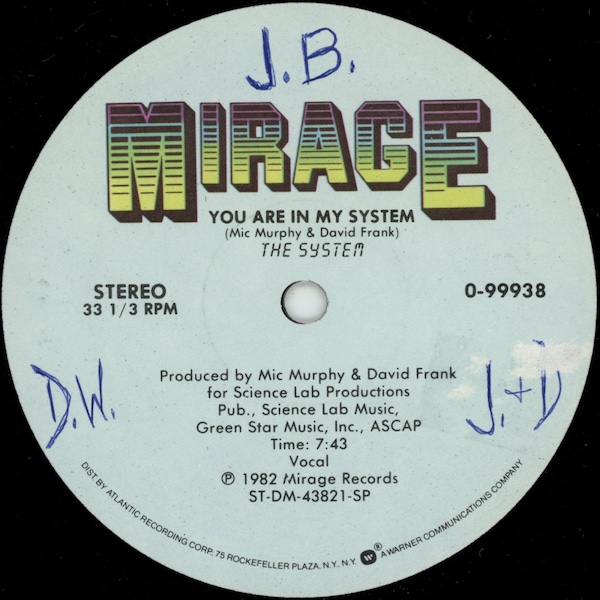 J.B.
MIRAGE
YOU ARE IN MY SYSTEM
(Mic Murphy & David Frank)
THE SYSTEM
STEREO
33 1/3 RPM
0-99938
D.W.
J.+D
Produced by Mic Murphy & David Frank
for Science Lab Productions
Pub., Science Lab Music,
Green Star Music, Inc., ASCAP
Time: 7:43
Vocal
℗ 1982 Mirage Records
ST-DM-43821-SP
DIST BY ATLANTIC RECORDING CORP. 75 ROCKEFELLER PLAZA, N.Y., N.Y. ® A WARNER COMMUNICATIONS COMPANY